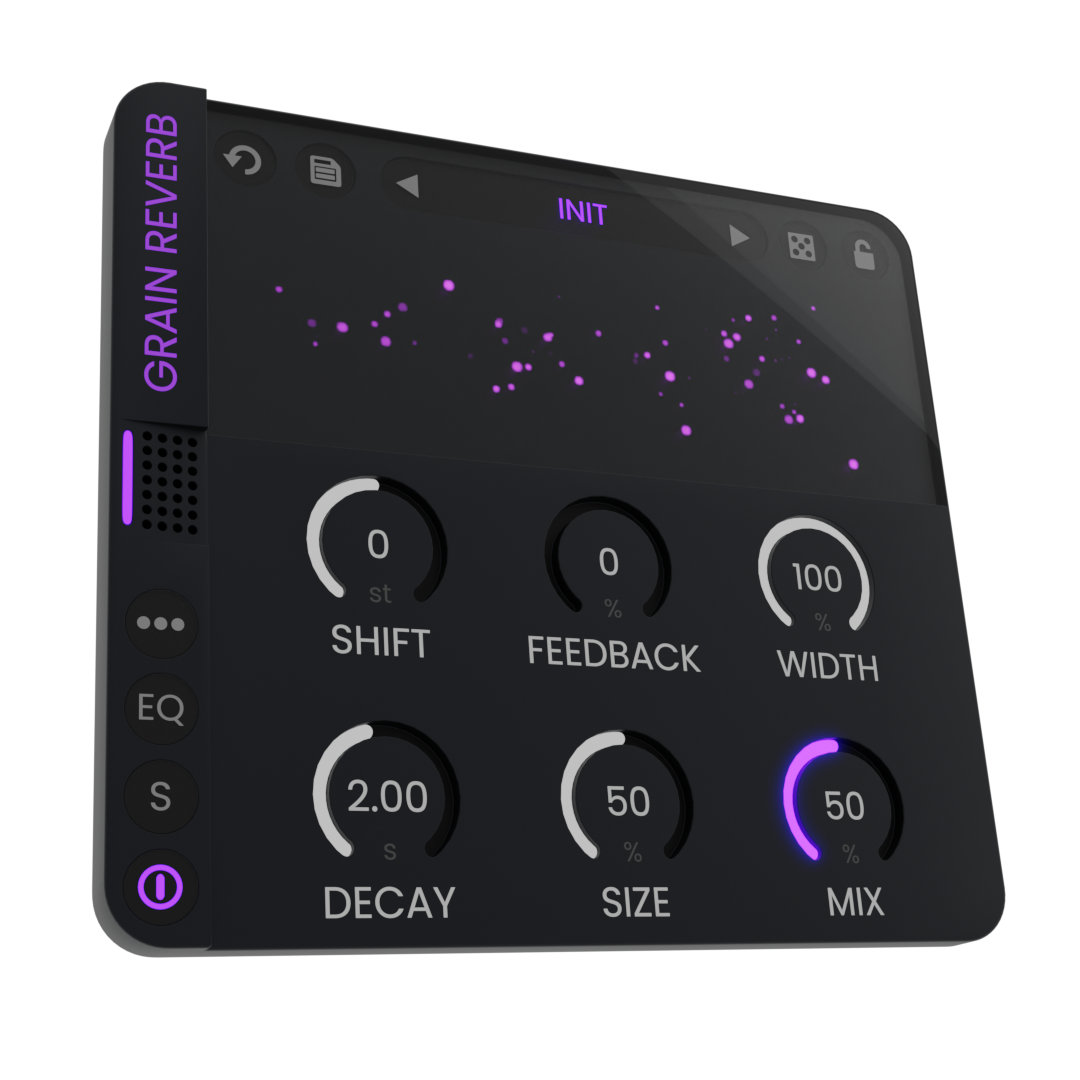 GRAIN REVERB
INIT
0
st
SHIFT
0
%
FEEDBACK
100
%
WIDTH
2.00
s
DECAY
50
%
SIZE
50
%
MIX
EQ
S